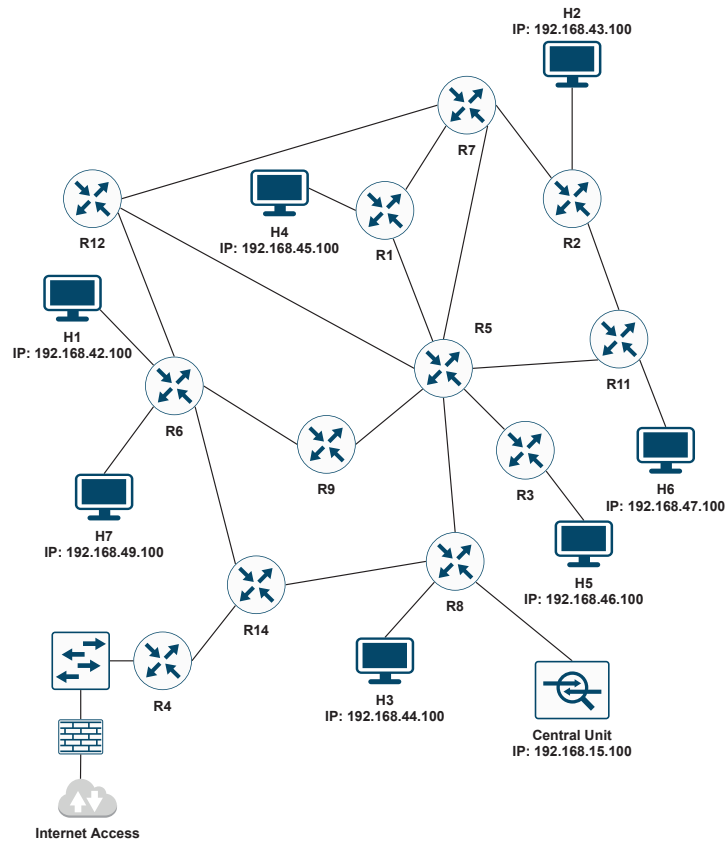 H2
IP: 192.168.43.100
R7
R12
H4
IP: 192.168.45.100
R1
R2
H1
IP: 192.168.42.100
R5
R11
R6
R9
R3
H6
IP: 192.168.47.100
H7
IP: 192.168.49.100
H5
IP: 192.168.46.100
R14
R8
R4
H3
IP: 192.168.44.100
Central Unit
IP: 192.168.15.100
Internet Access